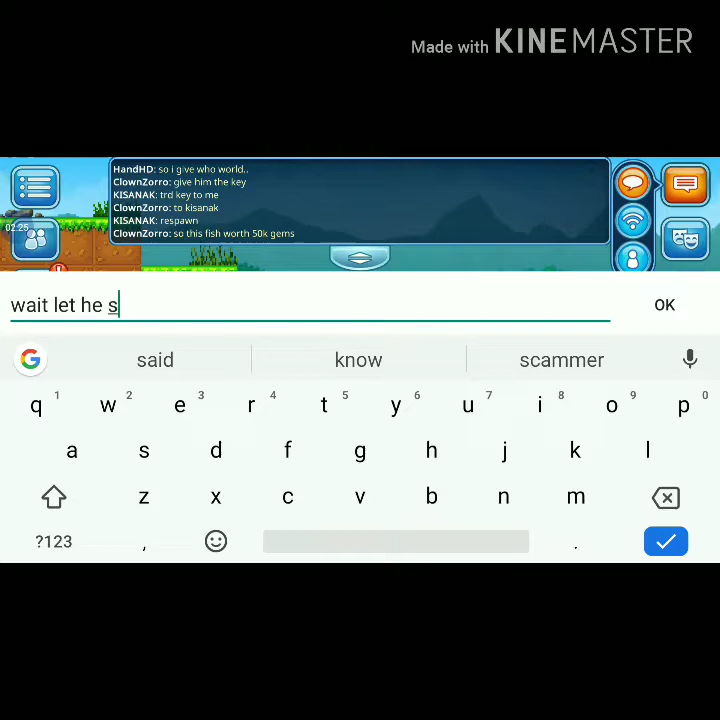 Made with KINEMASTER
HandHD: so i give who world..
ClownZorro: give him the key
KISANAK: trd key to me
ClownZorro: to kisanak
KISANAK: respawn
ClownZorro: so this fish worth 50k gems
02:25
wait let he s
OK
said know scammer
q 1 w 2 e 3 r 4 t 5 y 6 u 7 i 8 o 9 p 0
a s d f g h j k l
z x c v b n m
?123 , .